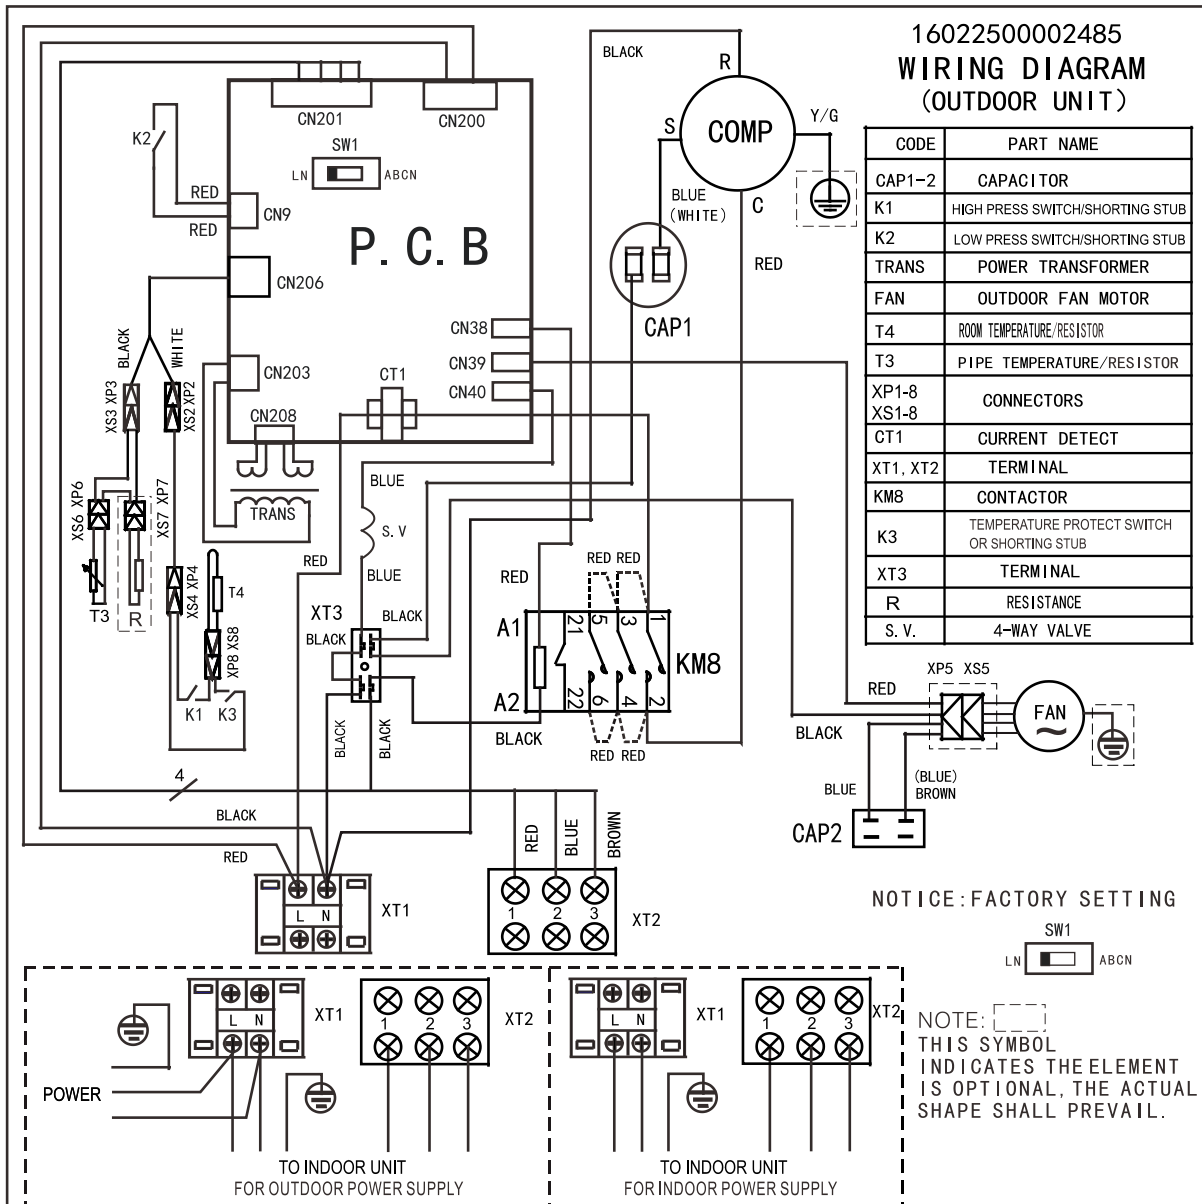 16022500002485
WIRING DIAGRAM
(OUTDOOR UNIT)
CODE PART NAME
CAP1-2 CAPACITOR
K1 HIGH PRESS SWITCH/SHORTING STUB
K2 LOW PRESS SWITCH/SHORTING STUB
TRANS POWER TRANSFORMER
FAN OUTDOOR FAN MOTOR
T4 ROOM TEMPERATURE/RESISTOR
T3 PIPE TEMPERATURE/RESISTOR
XP1-8
XS1-8
CONNECTORS
CT1 CURRENT DETECT
XT1, XT2 TERMINAL
KM8 CONTACTOR
K3 TEMPERATURE PROTECT SWITCH
OR SHORTING STUB
XT3 TERMINAL
R RESISTANCE
S.V. 4-WAY VALVE
BLACK
R
S
COMP
Y/G
C
BLUE
(WHITE)
RED
CAP1
CN201
CN200
SW1
LN
ABCN
K2
RED
RED
CN9
P.C.B
CN206
CN38
CN39
CN40
CN203
CT1
CN208
TRANS
BLACK
WHITE
XS3 XP3
XS2 XP2
XS6 XP6
XS7 XP7
XS4 XP4
T3
R
T4
XP8 XS8
K1
K3
BLUE
S.V
BLUE
RED
XT3
BLACK
BLACK
BLACK
BLACK
RED
A1
A2
BLACK
RED
RED
21
5
3
1
22
6
4
2
KM8
RED
RED
4
BLACK
RED
L N
XT1
RED
BLUE
BROWN
1 2 3
XT2
RED
XP5 XS5
FAN
BLACK
BLUE
(BLUE)
BROWN
CAP2
NOTICE:FACTORY SETTING
SW1
LN
ABCN
NOTE:
THIS SYMBOL
INDICATES THE ELEMENT
IS OPTIONAL, THE ACTUAL
SHAPE SHALL PREVAIL.
L N
XT1
1 2 3
XT2
POWER
TO INDOOR UNIT
FOR OUTDOOR POWER SUPPLY
L N
XT1
1 2 3
XT2
TO INDOOR UNIT
FOR INDOOR POWER SUPPLY